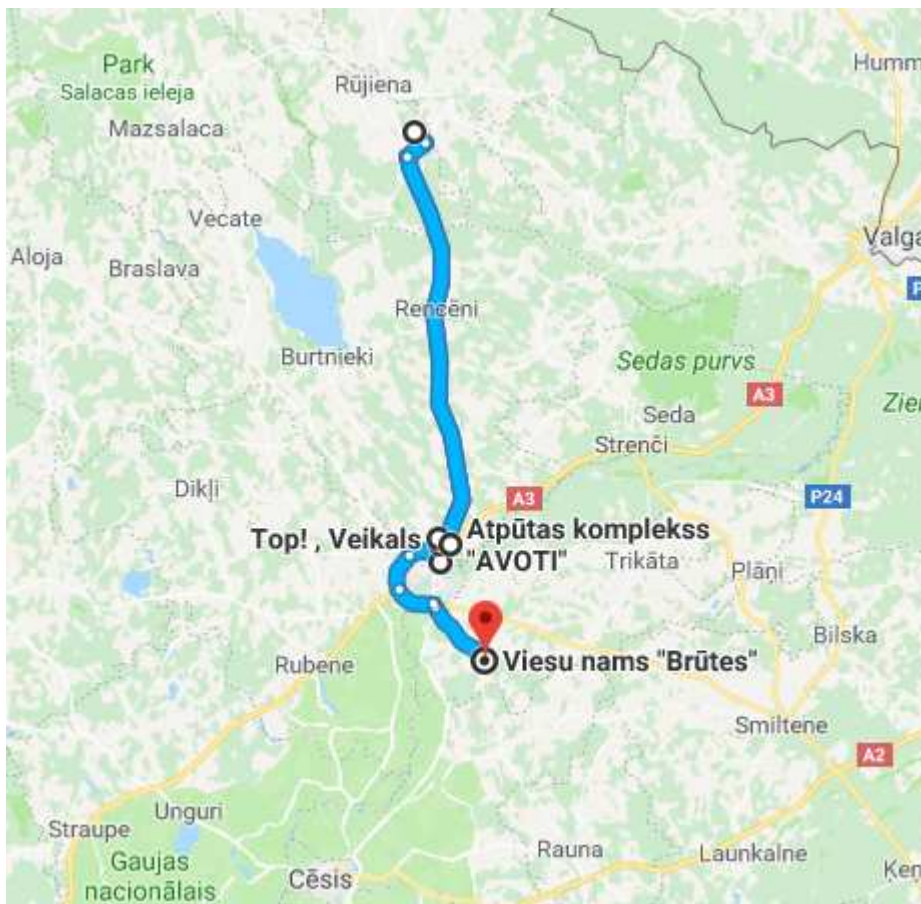 Park
Salacas ieleja
Rūjiena
Humm
Mazsalaca
Vecate
Valga
Aloja
Braslava
P
Rencēni
Burtnieki
Sedas purvs
A3
Seda
Zie
Strenči
Dikļi
A3
P24
Top! , Veikals
Atpūtas komplekss
"AVOTI"
Trikāta
Plāņi
Bilska
Rubene
Viesu nams "Brūtes"
Smiltene
A2
Unguri
Straupe
Rauna
Launkalne
Gaujas
nacionālais
Cēsis
Ķeņ